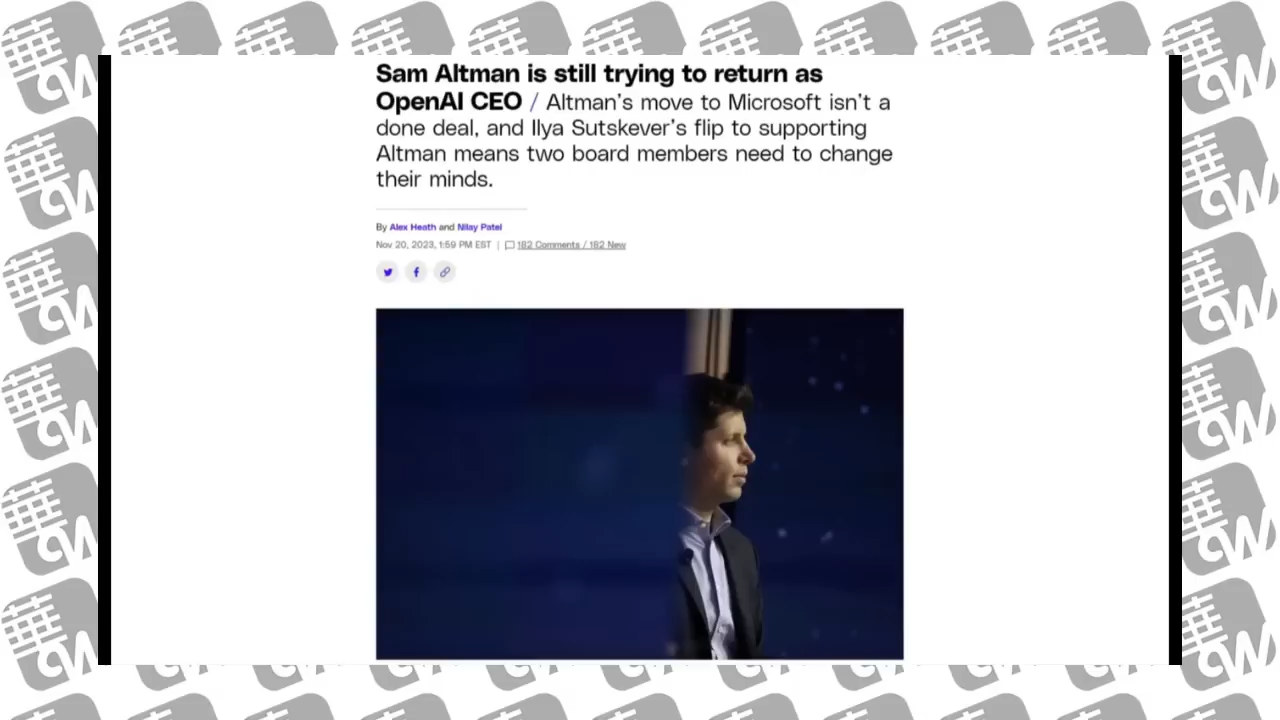 Sam Altman is still trying to return as
OpenAI CEO / Altman's move to Microsoft isn't a
done deal, and Ilya Sutskever's flip to supporting
Altman means two board members need to change
their minds.
By Alex Heath and Nilay Patel
Nov 20, 2023, 1:59 PM EST | 182 Comments / 182 New
華